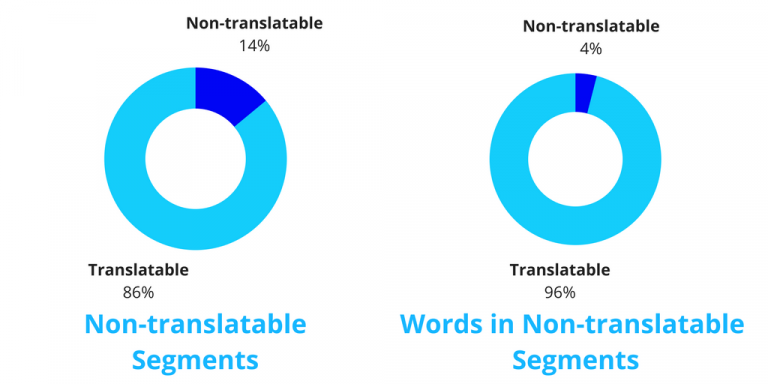 Non-translatable
14%
Translatable
86%
Non-translatable
Segments
Non-translatable
4%
Translatable
96%
Words in Non-translatable
Segments